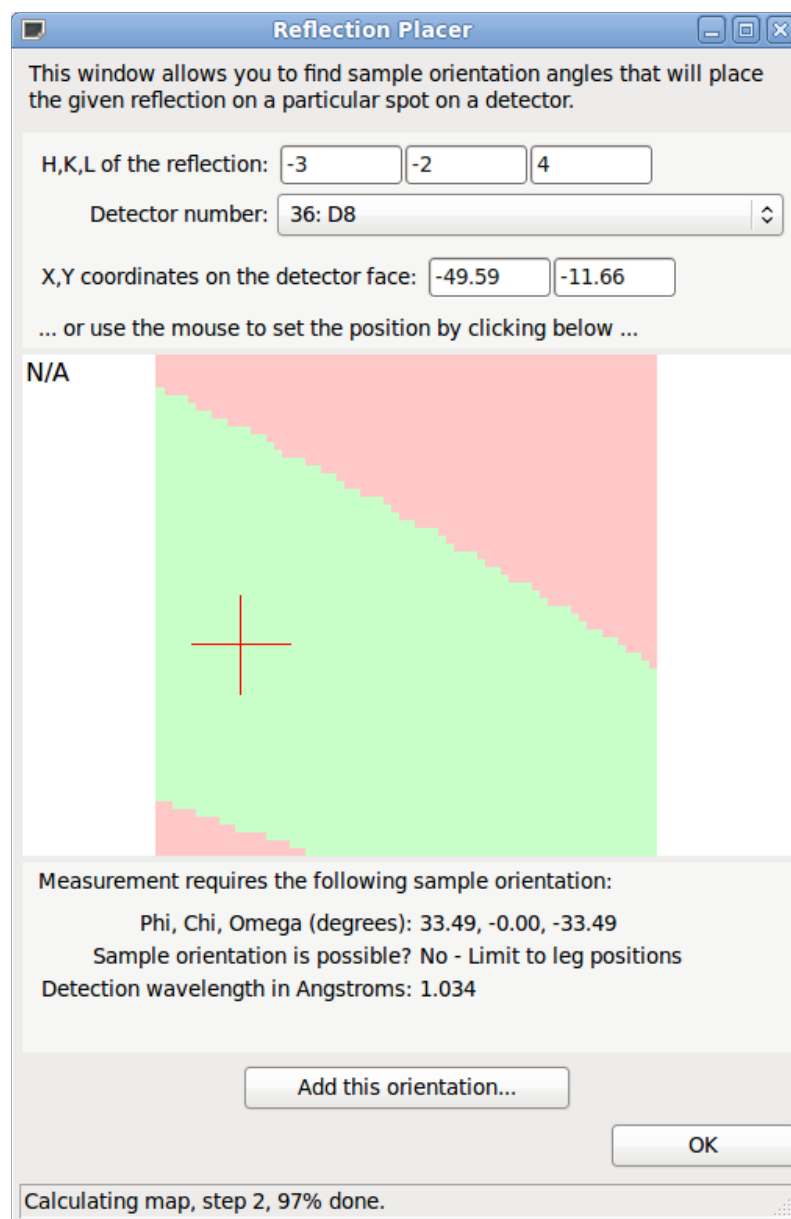 Reflection Placer
This window allows you to find sample orientation angles that will place
the given reflection on a particular spot on a detector.
H,K,L of the reflection: -3 -2 4
Detector number: 36: D8
X,Y coordinates on the detector face: -49.59 -11.66
... or use the mouse to set the position by clicking below ...
N/A
Measurement requires the following sample orientation:
Phi, Chi, Omega (degrees): 33.49, -0.00, -33.49
Sample orientation is possible? No - Limit to leg positions
Detection wavelength in Angstroms: 1.034
Add this orientation...
OK
Calculating map, step 2, 97% done.